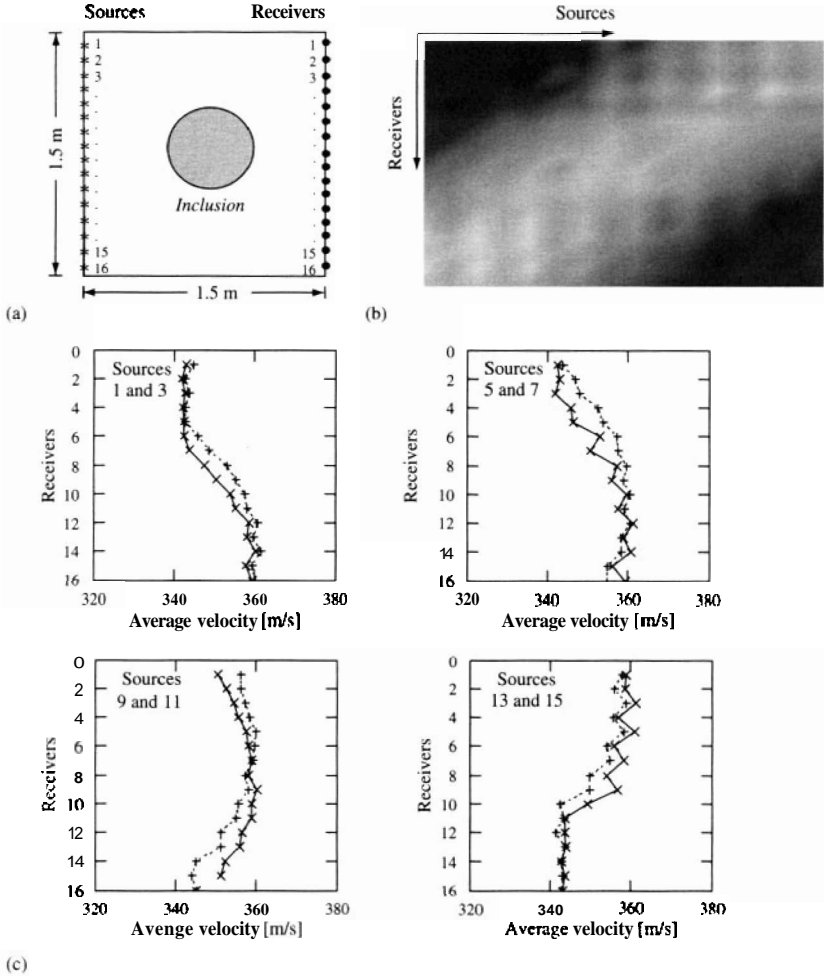 Sources Receivers
1 1
2 2
3 3
1.5 m
Inclusion
15 15
16 16
1.5 m
(a)
Sources
Receivers
(b)
0
2
4
6
8
10
12
14
16
Receivers
Sources
1 and 3
320 340 360 380
Average velocity [m/s]
0
2
4
6
8
10
12
14
16
Receivers
Sources
5 and 7
320 340 360 380
Average velocity [m/s]
O
2
4
6
8
10
12
14
16
Receivers
Sources
9 and 11
320 340 360 380
Avenge velocity [m/s]
0
2
4
6
8
10
12
14
16
Receivers
Sources
13 and 15
320 340 360 380
Average velocity [m/s]
(c)